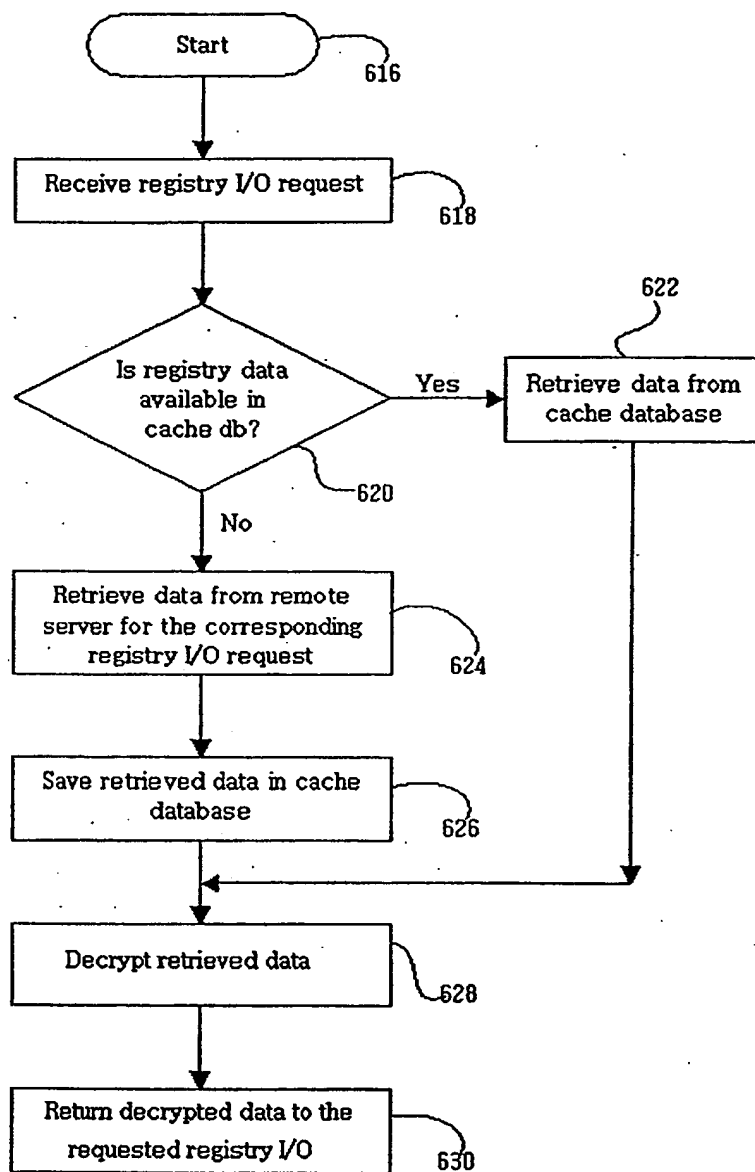 Start
616
Receive registry I/O request
618
622
Is registry data
available in
cache db?
Yes
Retrieve data from
cache database
620
No
Retrieve data from remote
server for the corresponding
registry I/O request
624
Save retrieved data in cache
database
626
Decrypt retrieved data
628
Return decrypted data to the
requested registry I/O
630